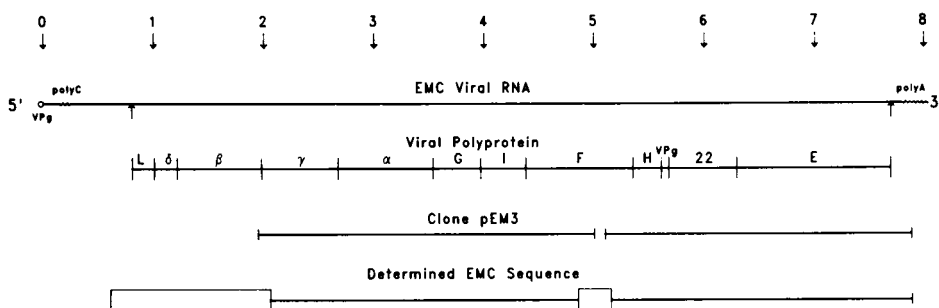 0 1 2 3 4 5 6 7 8
polyC EMC Viral RNA polyA
5' 3
VPg
Viral Polyprotein
L δ β γ α G I F H VPg 22 E
Clone pEM3
Determined EMC Sequence